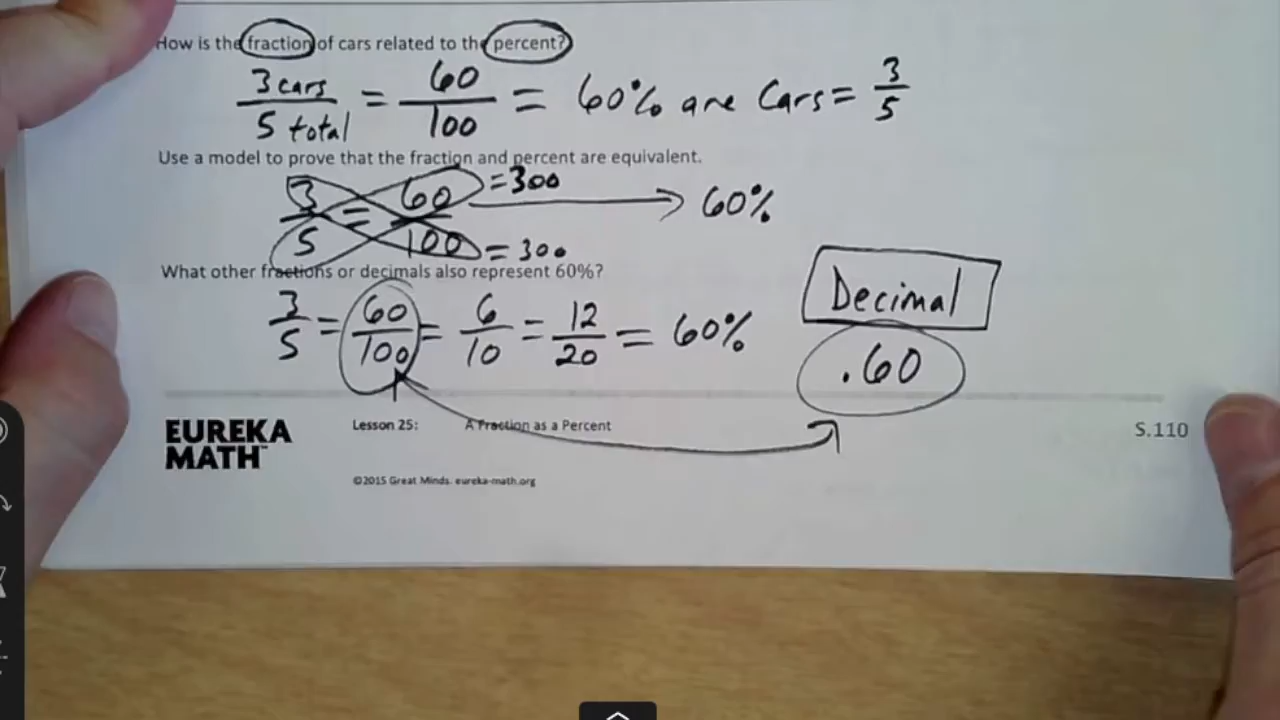 How is the fraction of cars related to the percent?
3 cars / 5 total = 60 / 100 = 60% are Cars = 3/5
Use a model to prove that the fraction and percent are equivalent.
3/5 = 60/100 =300 =300 → 60%
What other fractions or decimals also represent 60%?
3/5 = 60/100 = 6/10 = 12/20 = 60%
Decimal
.60
EUREKA MATH™
Lesson 25: A Fraction as a Percent
S.110
©2015 Great Minds. eureka-math.org